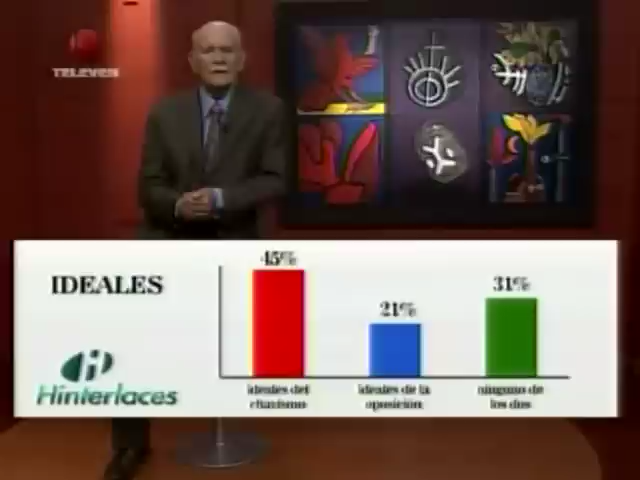 TELEVEN
IDEALES
45%
21%
31%
ideales del
chavismo
ideales de la
oposición
ninguno de
los dos
Hinterlaces